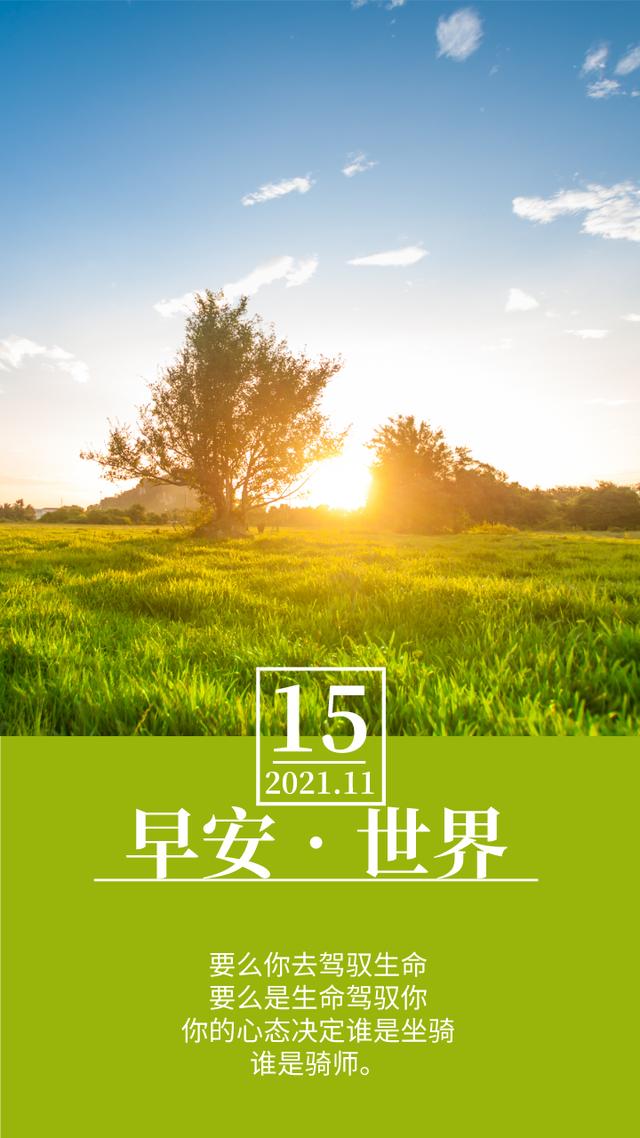 15
2021.11
早安·世界
要么你去驾驭生命
要么是生命驾驭你
你的心态决定谁是坐骑
谁是骑师。